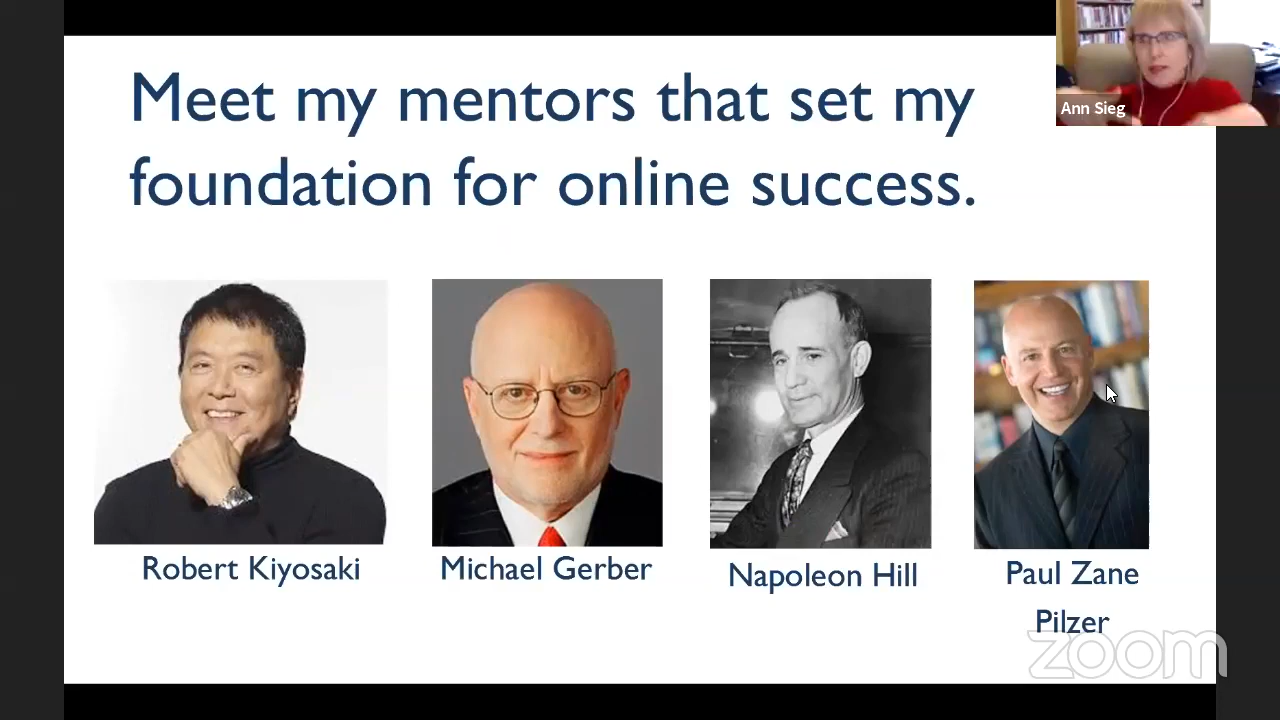 Meet my mentors that set my
foundation for online success.
Ann Sieg
Robert Kiyosaki
Michael Gerber
Napoleon Hill
Paul Zane
Pilzer
zoom